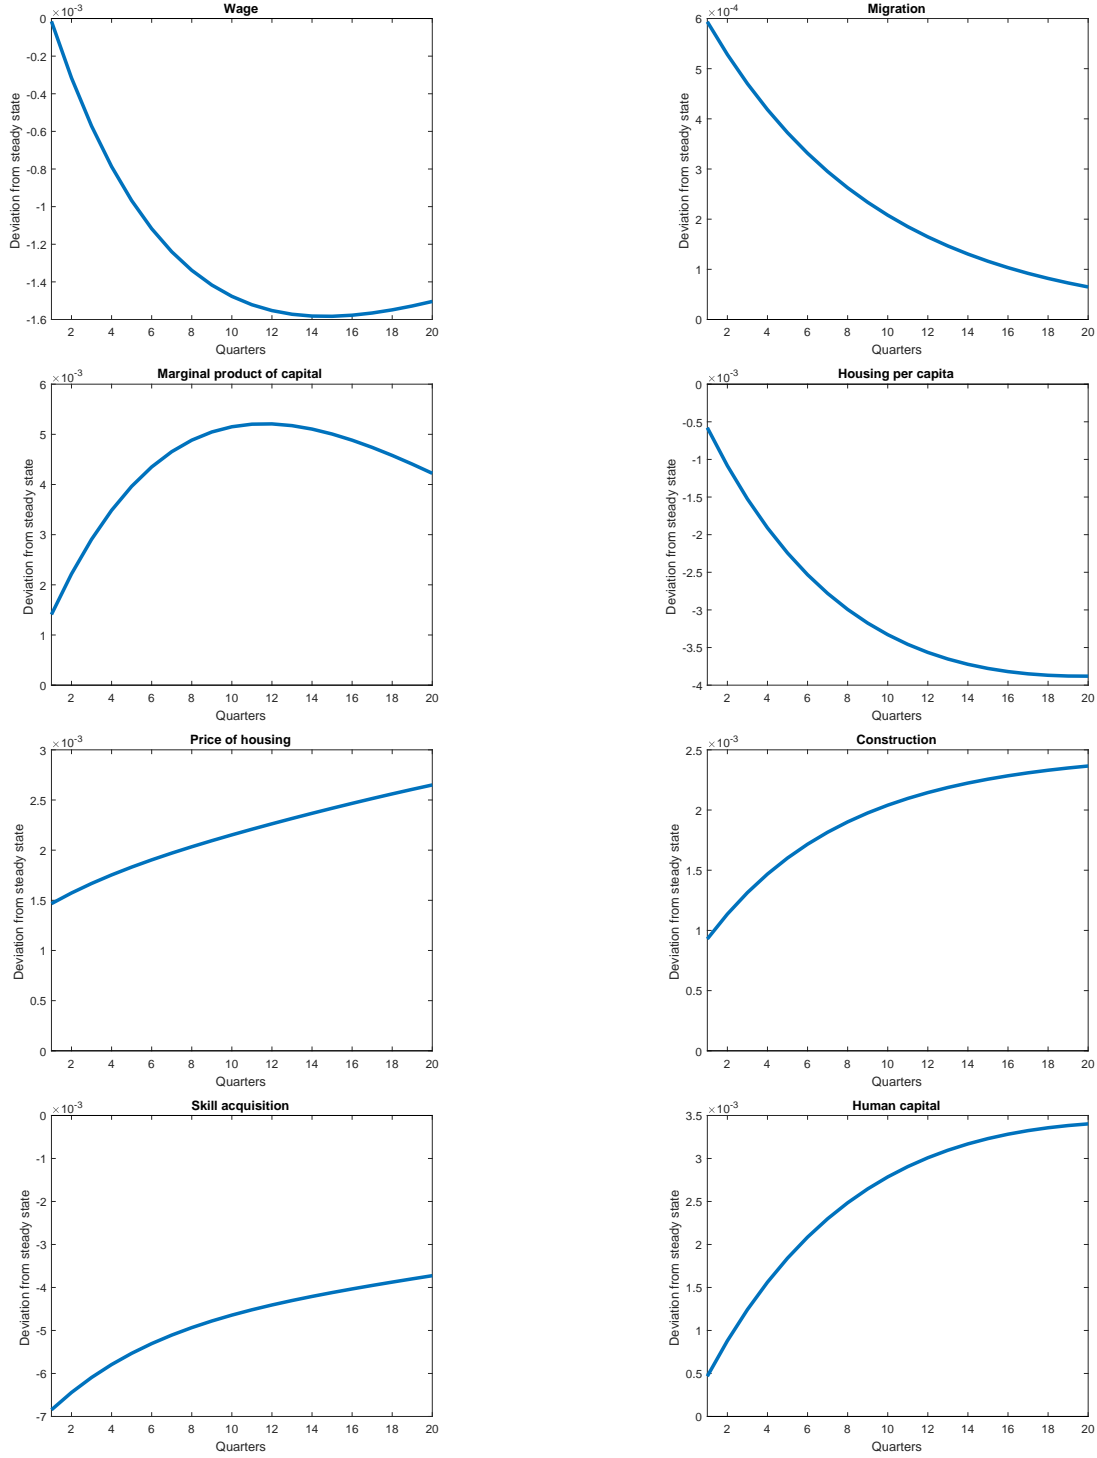 Wage
×10-3
0
-0.2
-0.4
-0.6
-0.8
-1
-1.2
-1.4
-1.6
2 4 6 8 10 12 14 16 18 20
Deviation from steady state
Quarters
Migration
×10-4
6
5
4
3
2
1
0
2 4 6 8 10 12 14 16 18 20
Deviation from steady state
Quarters
Marginal product of capital
×10-3
6
5
4
3
2
1
0
2 4 6 8 10 12 14 16 18 20
Deviation from steady state
Quarters
Housing per capita
×10-3
0
-0.5
-1
-1.5
-2
-2.5
-3
-3.5
-4
2 4 6 8 10 12 14 16 18 20
Deviation from steady state
Quarters
Price of housing
×10-3
3
2.5
2
1.5
1
0.5
0
2 4 6 8 10 12 14 16 18 20
Deviation from steady state
Quarters
Construction
×10-3
2.5
2
1.5
1
0.5
0
2 4 6 8 10 12 14 16 18 20
Deviation from steady state
Quarters
Skill acquisition
×10-3
0
-1
-2
-3
-4
-5
-6
-7
2 4 6 8 10 12 14 16 18 20
Deviation from steady state
Quarters
Human capital
×10-3
3.5
3
2.5
2
1.5
1
0.5
0
2 4 6 8 10 12 14 16 18 20
Deviation from steady state
Quarters